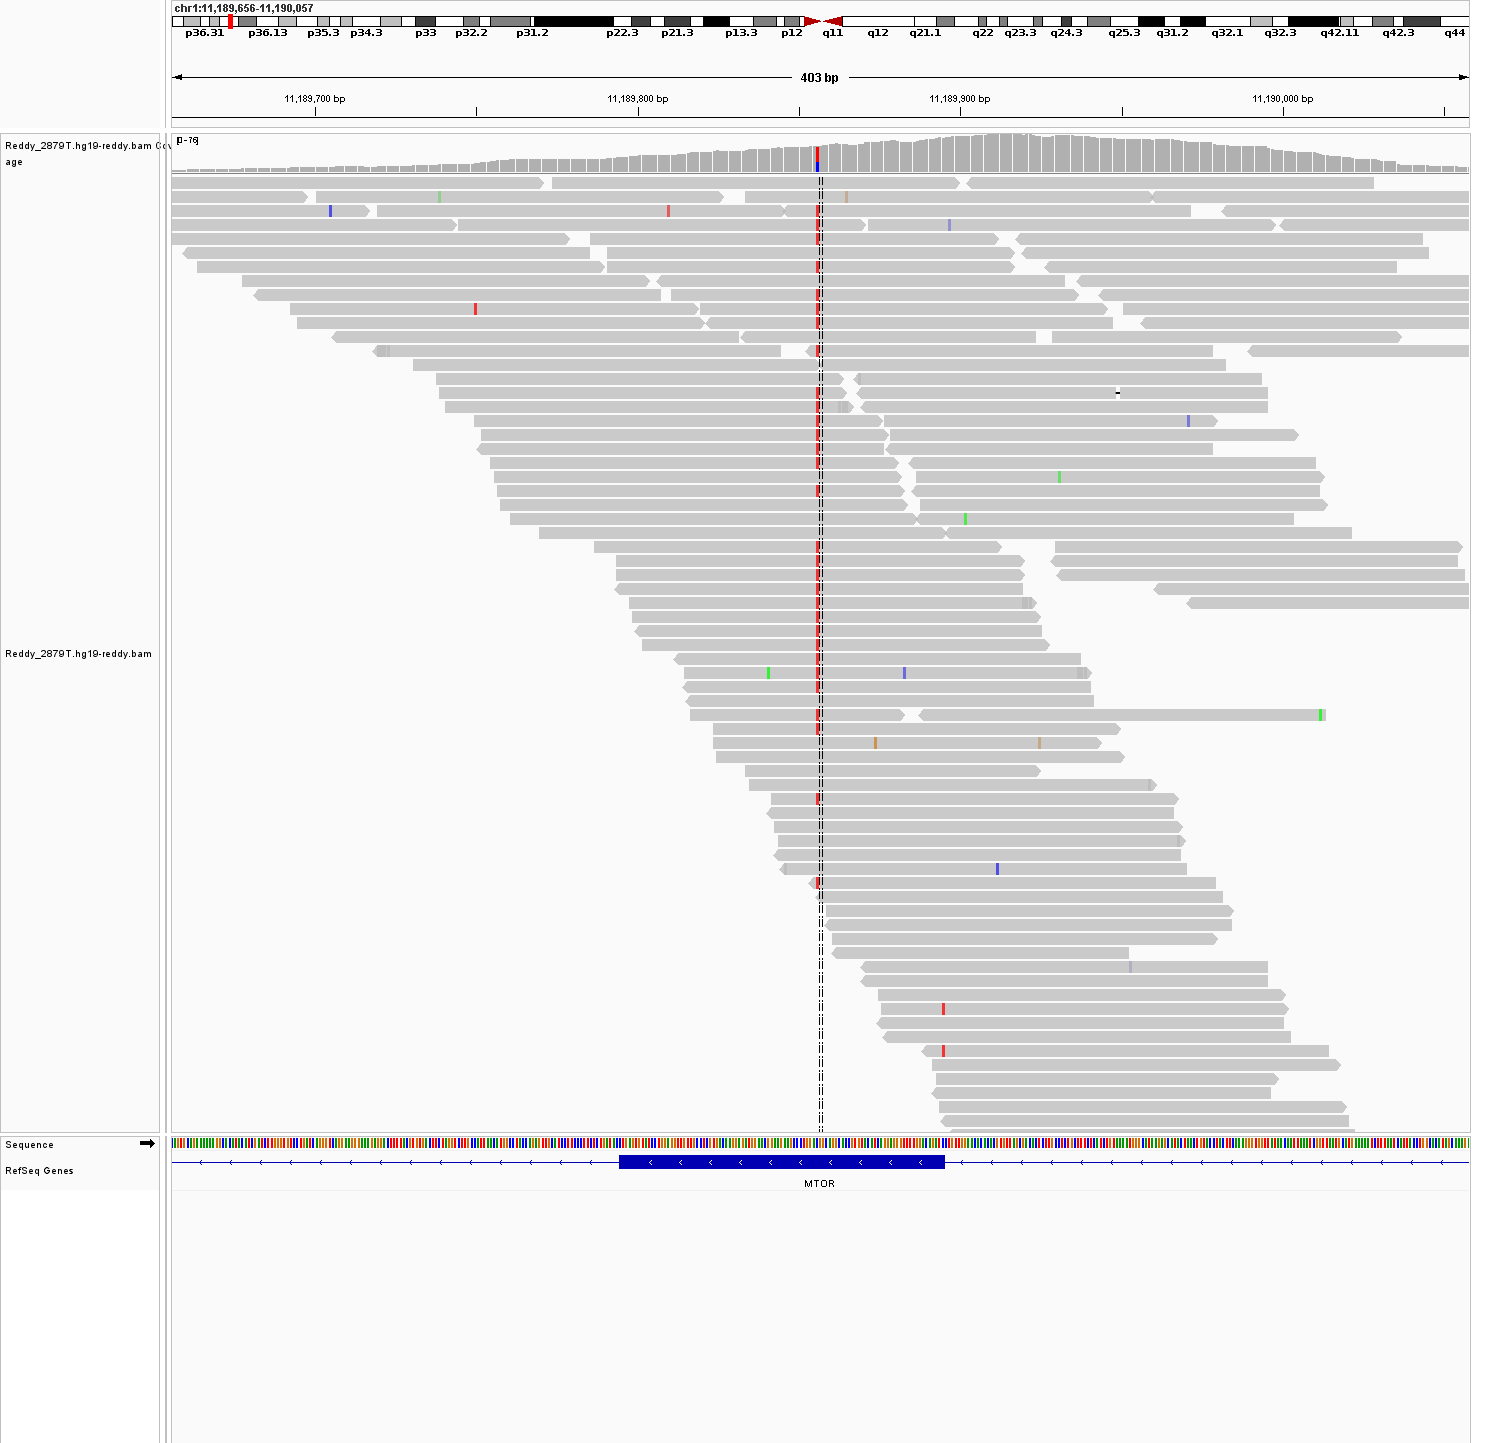 chr1:11,189,656-11,190,057
p36.31 p36.13 p35.3 p34.3 p33 p32.2 p31.2 p22.3 p21.3 p13.3 p12 q11 q12 q21.1 q22 q23.3 q24.3 q25.3 q31.2 q32.1 q32.3 q42.11 q42.3 q44
403 bp
11,189,700 bp 11,189,800 bp 11,189,900 bp 11,190,000 bp
[0-76]
Reddy_2879T.hg19-reddy.bam Cov
age
Reddy_2879T.hg19-reddy.bam
Sequence
RefSeq Genes
MTOR